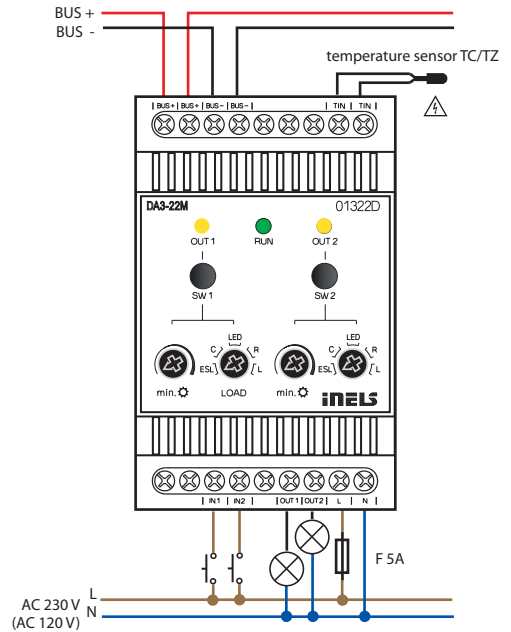 BUS +
BUS -
temperature sensor TC/TZ
BUS+ BUS+ BUS- BUS- TIN TIN
DA3-22M 01322D
OUT 1 RUN OUT 2
SW 1 SW 2
LED LED
C R C R
ESL L ESL L
min. LOAD min.
iNELS
IN1 IN2 OUT1 OUT2 L N
F 5A
L
AC 230 V
N
(AC 120 V)